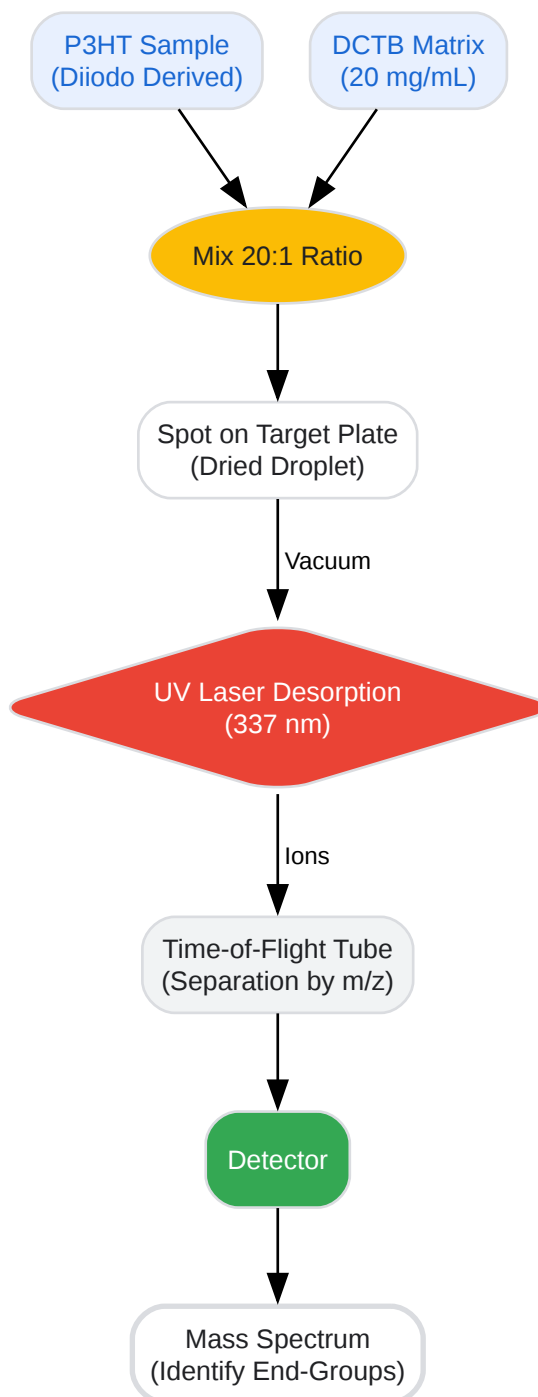 P3HT Sample
(Diiodo Derived)
DCTB Matrix
(20 mg/mL)
Mix 20:1 Ratio
Spot on Target Plate
(Dried Droplet)
Vacuum
UV Laser Desorption
(337 nm)
Ions
Time-of-Flight Tube
(Separation by m/z)
Detector
Mass Spectrum
(Identify End-Groups)